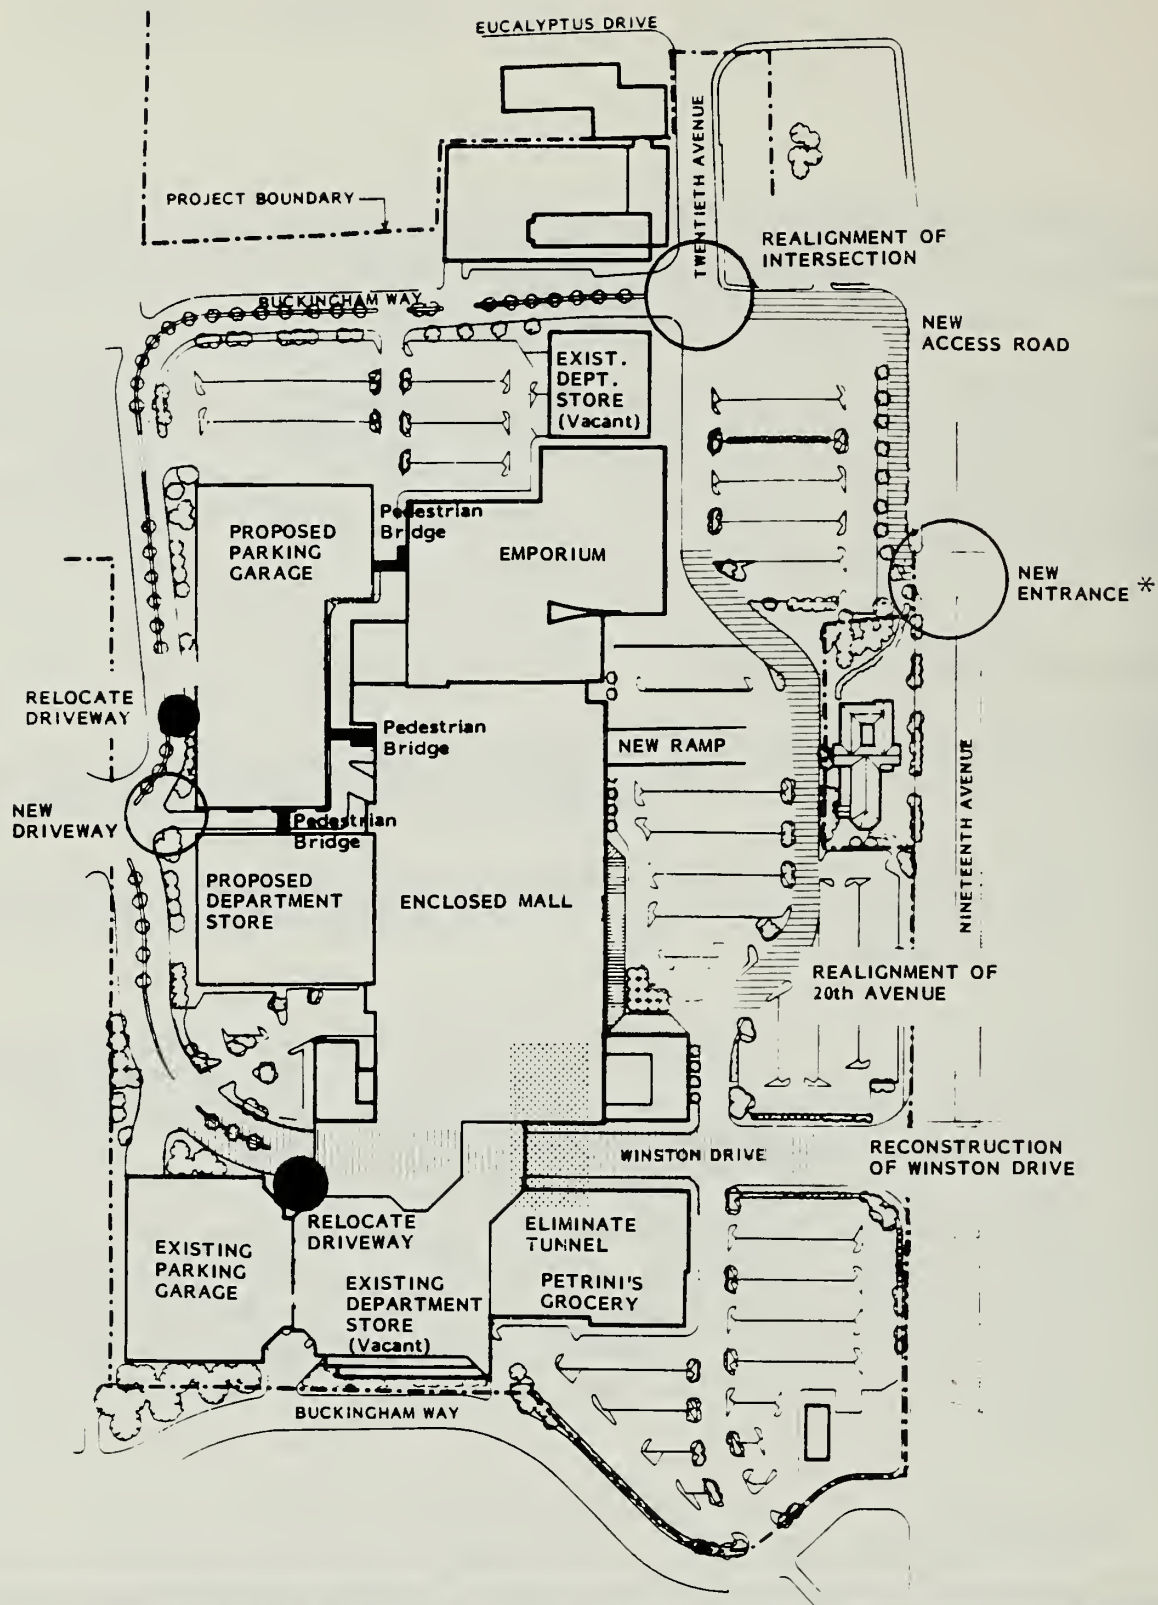 EUCALYPTUS DRIVE
TWENTIETH AVENUE
PROJECT BOUNDARY
REALIGNMENT OF
INTERSECTION
BUCKINGHAM WAY
NEW
ACCESS ROAD
EXIST.
DEPT.
STORE
(Vacant)
PROPOSED
PARKING
GARAGE
Pedestrian
Bridge
EMPORIUM
NEW
ENTRANCE *
RELOCATE
DRIVEWAY
Pedestrian
Bridge
NEW RAMP
NINETEENTH AVENUE
NEW
DRIVEWAY
Pedestrian
Bridge
PROPOSED
DEPARTMENT
STORE
ENCLOSED MALL
REALIGNMENT OF
20th AVENUE
WINSTON DRIVE
RECONSTRUCTION
OF WINSTON DRIVE
RELOCATE
DRIVEWAY
ELIMINATE
TUNNEL
EXISTING
PARKING
GARAGE
EXISTING
DEPARTMENT
STORE
(Vacant)
PETRINI'S
GROCERY
BUCKINGHAM WAY